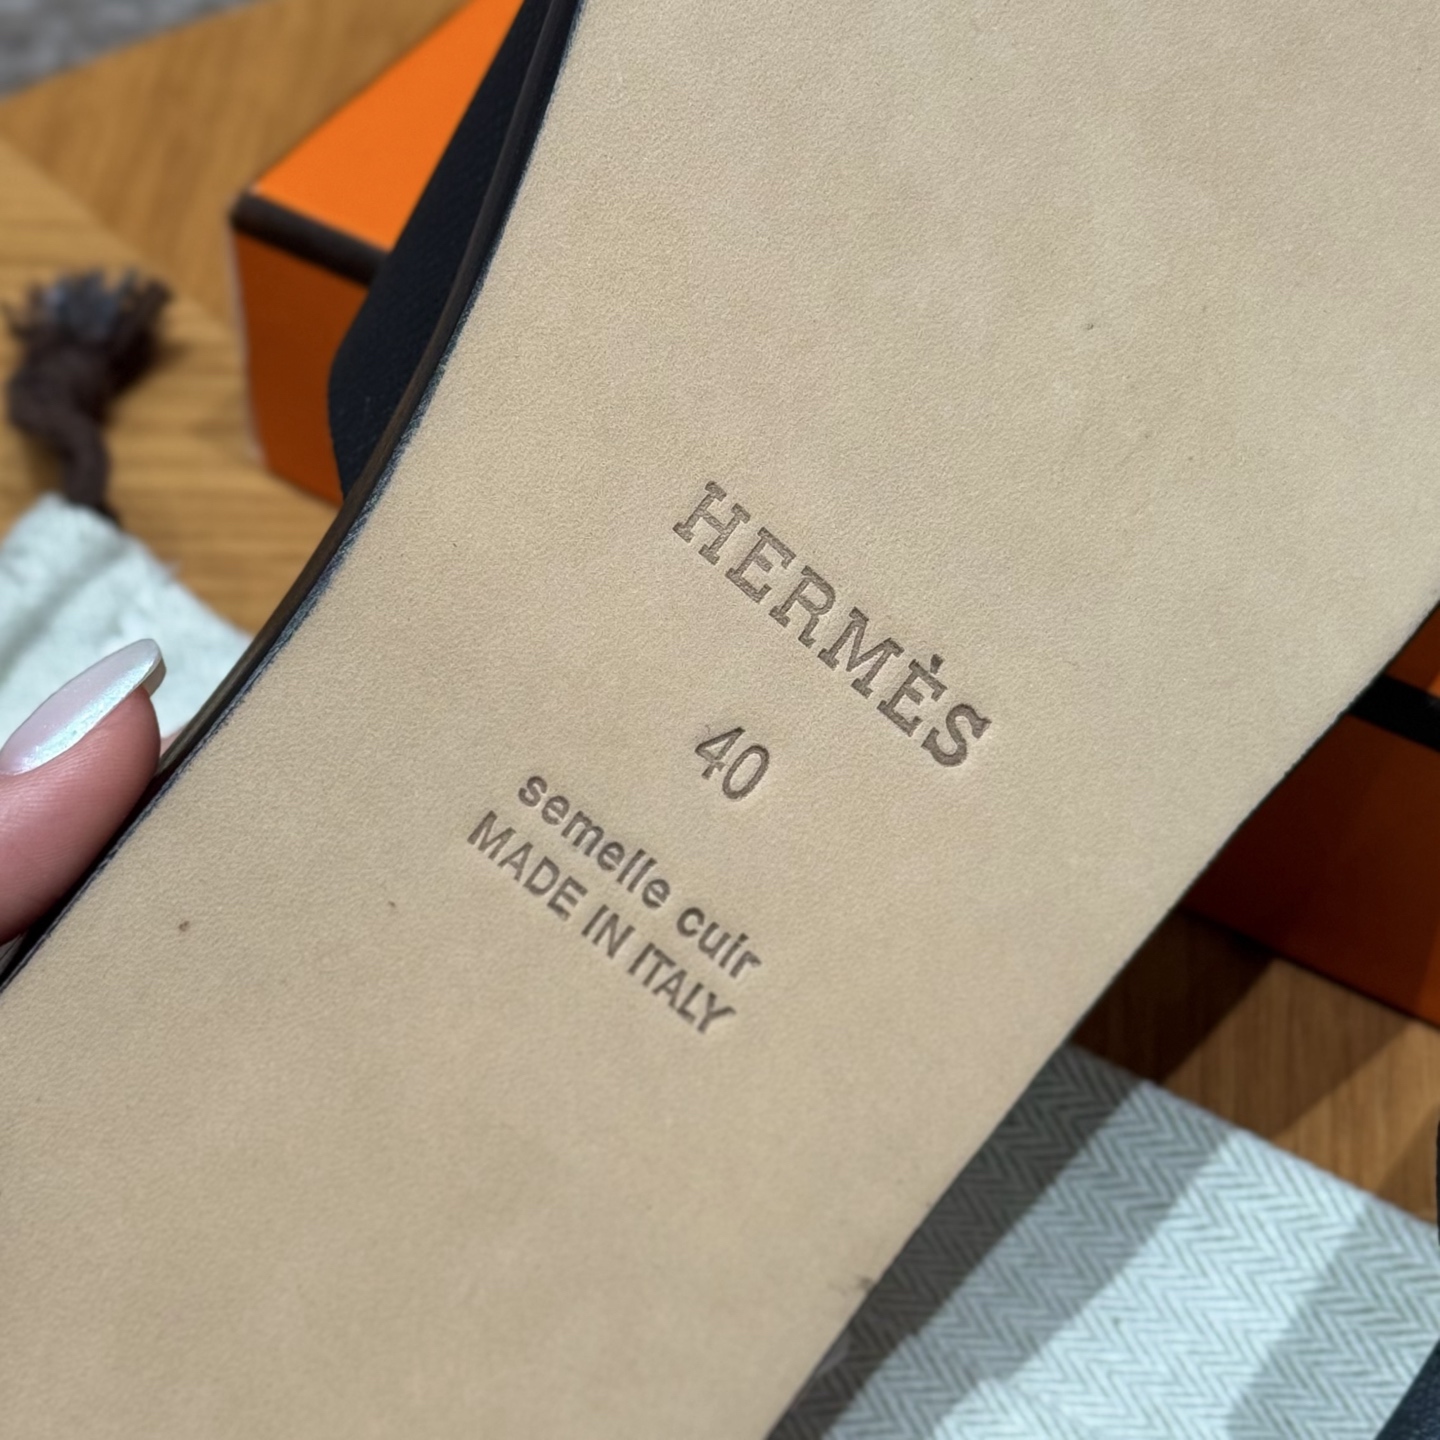 HERMÈS
40
semelle cuir
MADE IN ITALY